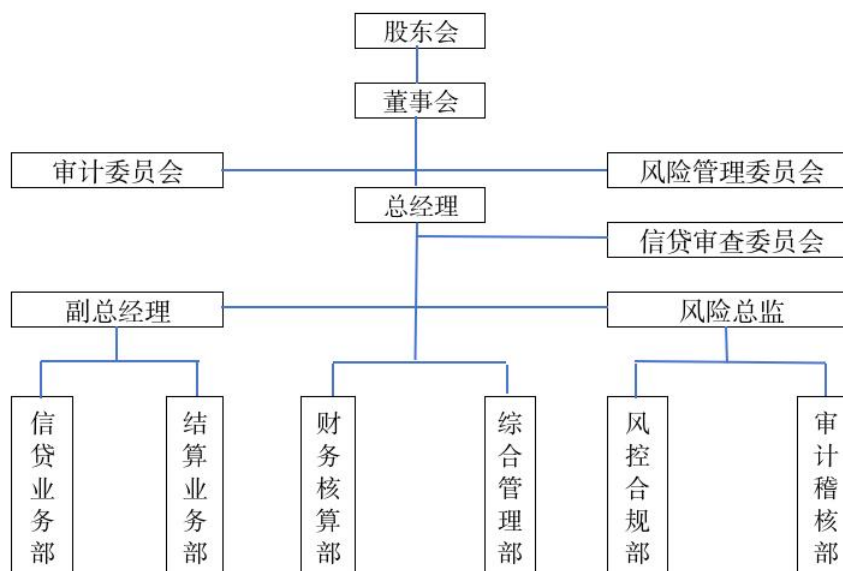 股东会
董事会
审计委员会
风险管理委员会
总经理
信贷审查委员会
副总经理
风险总监
信贷业务部
结算业务部
财务核算部
综合管理部
风控合规部
审计稽核部